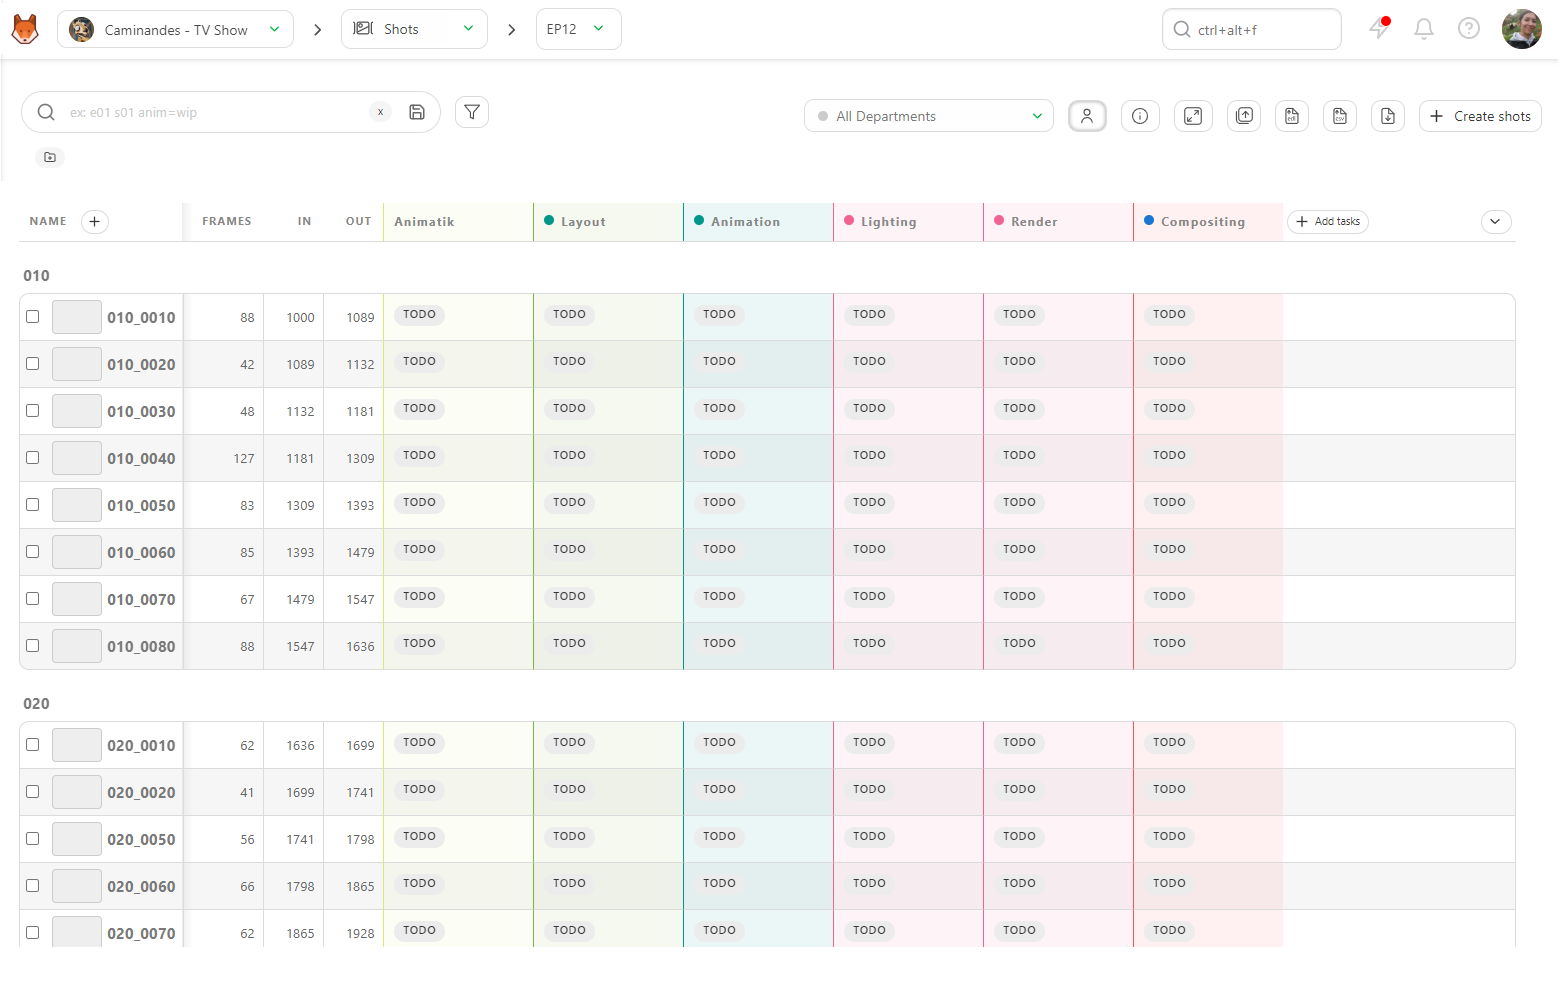 Caminandes - TV Show Shots EP12 ctrl+alt+f
ex: e01 s01 anim=wip x All Departments Create shots
NAME FRAMES IN OUT Animatik Layout Animation Lighting Render Compositing Add tasks
010
010_0010 88 1000 1089 TODO TODO TODO TODO TODO TODO
010_0020 42 1089 1132 TODO TODO TODO TODO TODO TODO
010_0030 48 1132 1181 TODO TODO TODO TODO TODO TODO
010_0040 127 1181 1309 TODO TODO TODO TODO TODO TODO
010_0050 83 1309 1393 TODO TODO TODO TODO TODO TODO
010_0060 85 1393 1479 TODO TODO TODO TODO TODO TODO
010_0070 67 1479 1547 TODO TODO TODO TODO TODO TODO
010_0080 88 1547 1636 TODO TODO TODO TODO TODO TODO
020
020_0010 62 1636 1699 TODO TODO TODO TODO TODO TODO
020_0020 41 1699 1741 TODO TODO TODO TODO TODO TODO
020_0050 56 1741 1798 TODO TODO TODO TODO TODO TODO
020_0060 66 1798 1865 TODO TODO TODO TODO TODO TODO
020_0070 62 1865 1928 TODO TODO TODO TODO TODO TODO